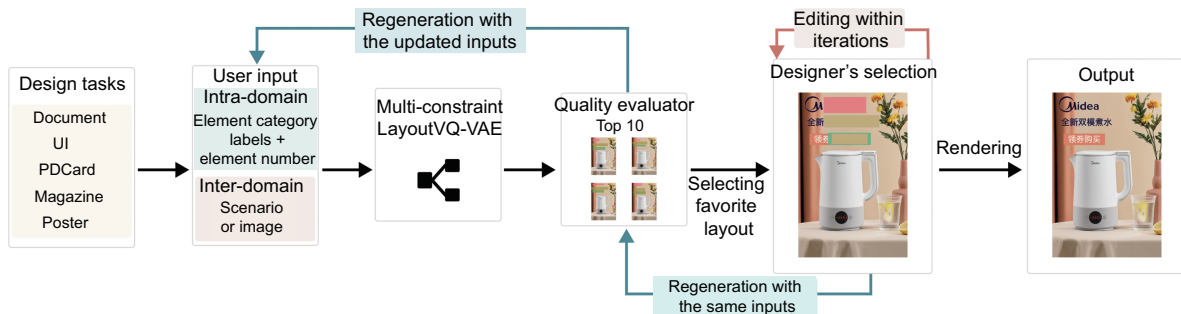 Regeneration with
the updated inputs
Editing within
iterations
Design tasks
Document
UI
PDCard
Magazine
Poster
User input
Intra-domain
Element category
labels +
element number
Inter-domain
Scenario
or image
Multi-constraint
LayoutVQ-VAE
Quality evaluator
Top 10
Selecting
favorite
layout
Designer's selection
M
全新
领券
Rendering
Output
Midea
全新双模煮水
领券购买
Regeneration with
the same inputs